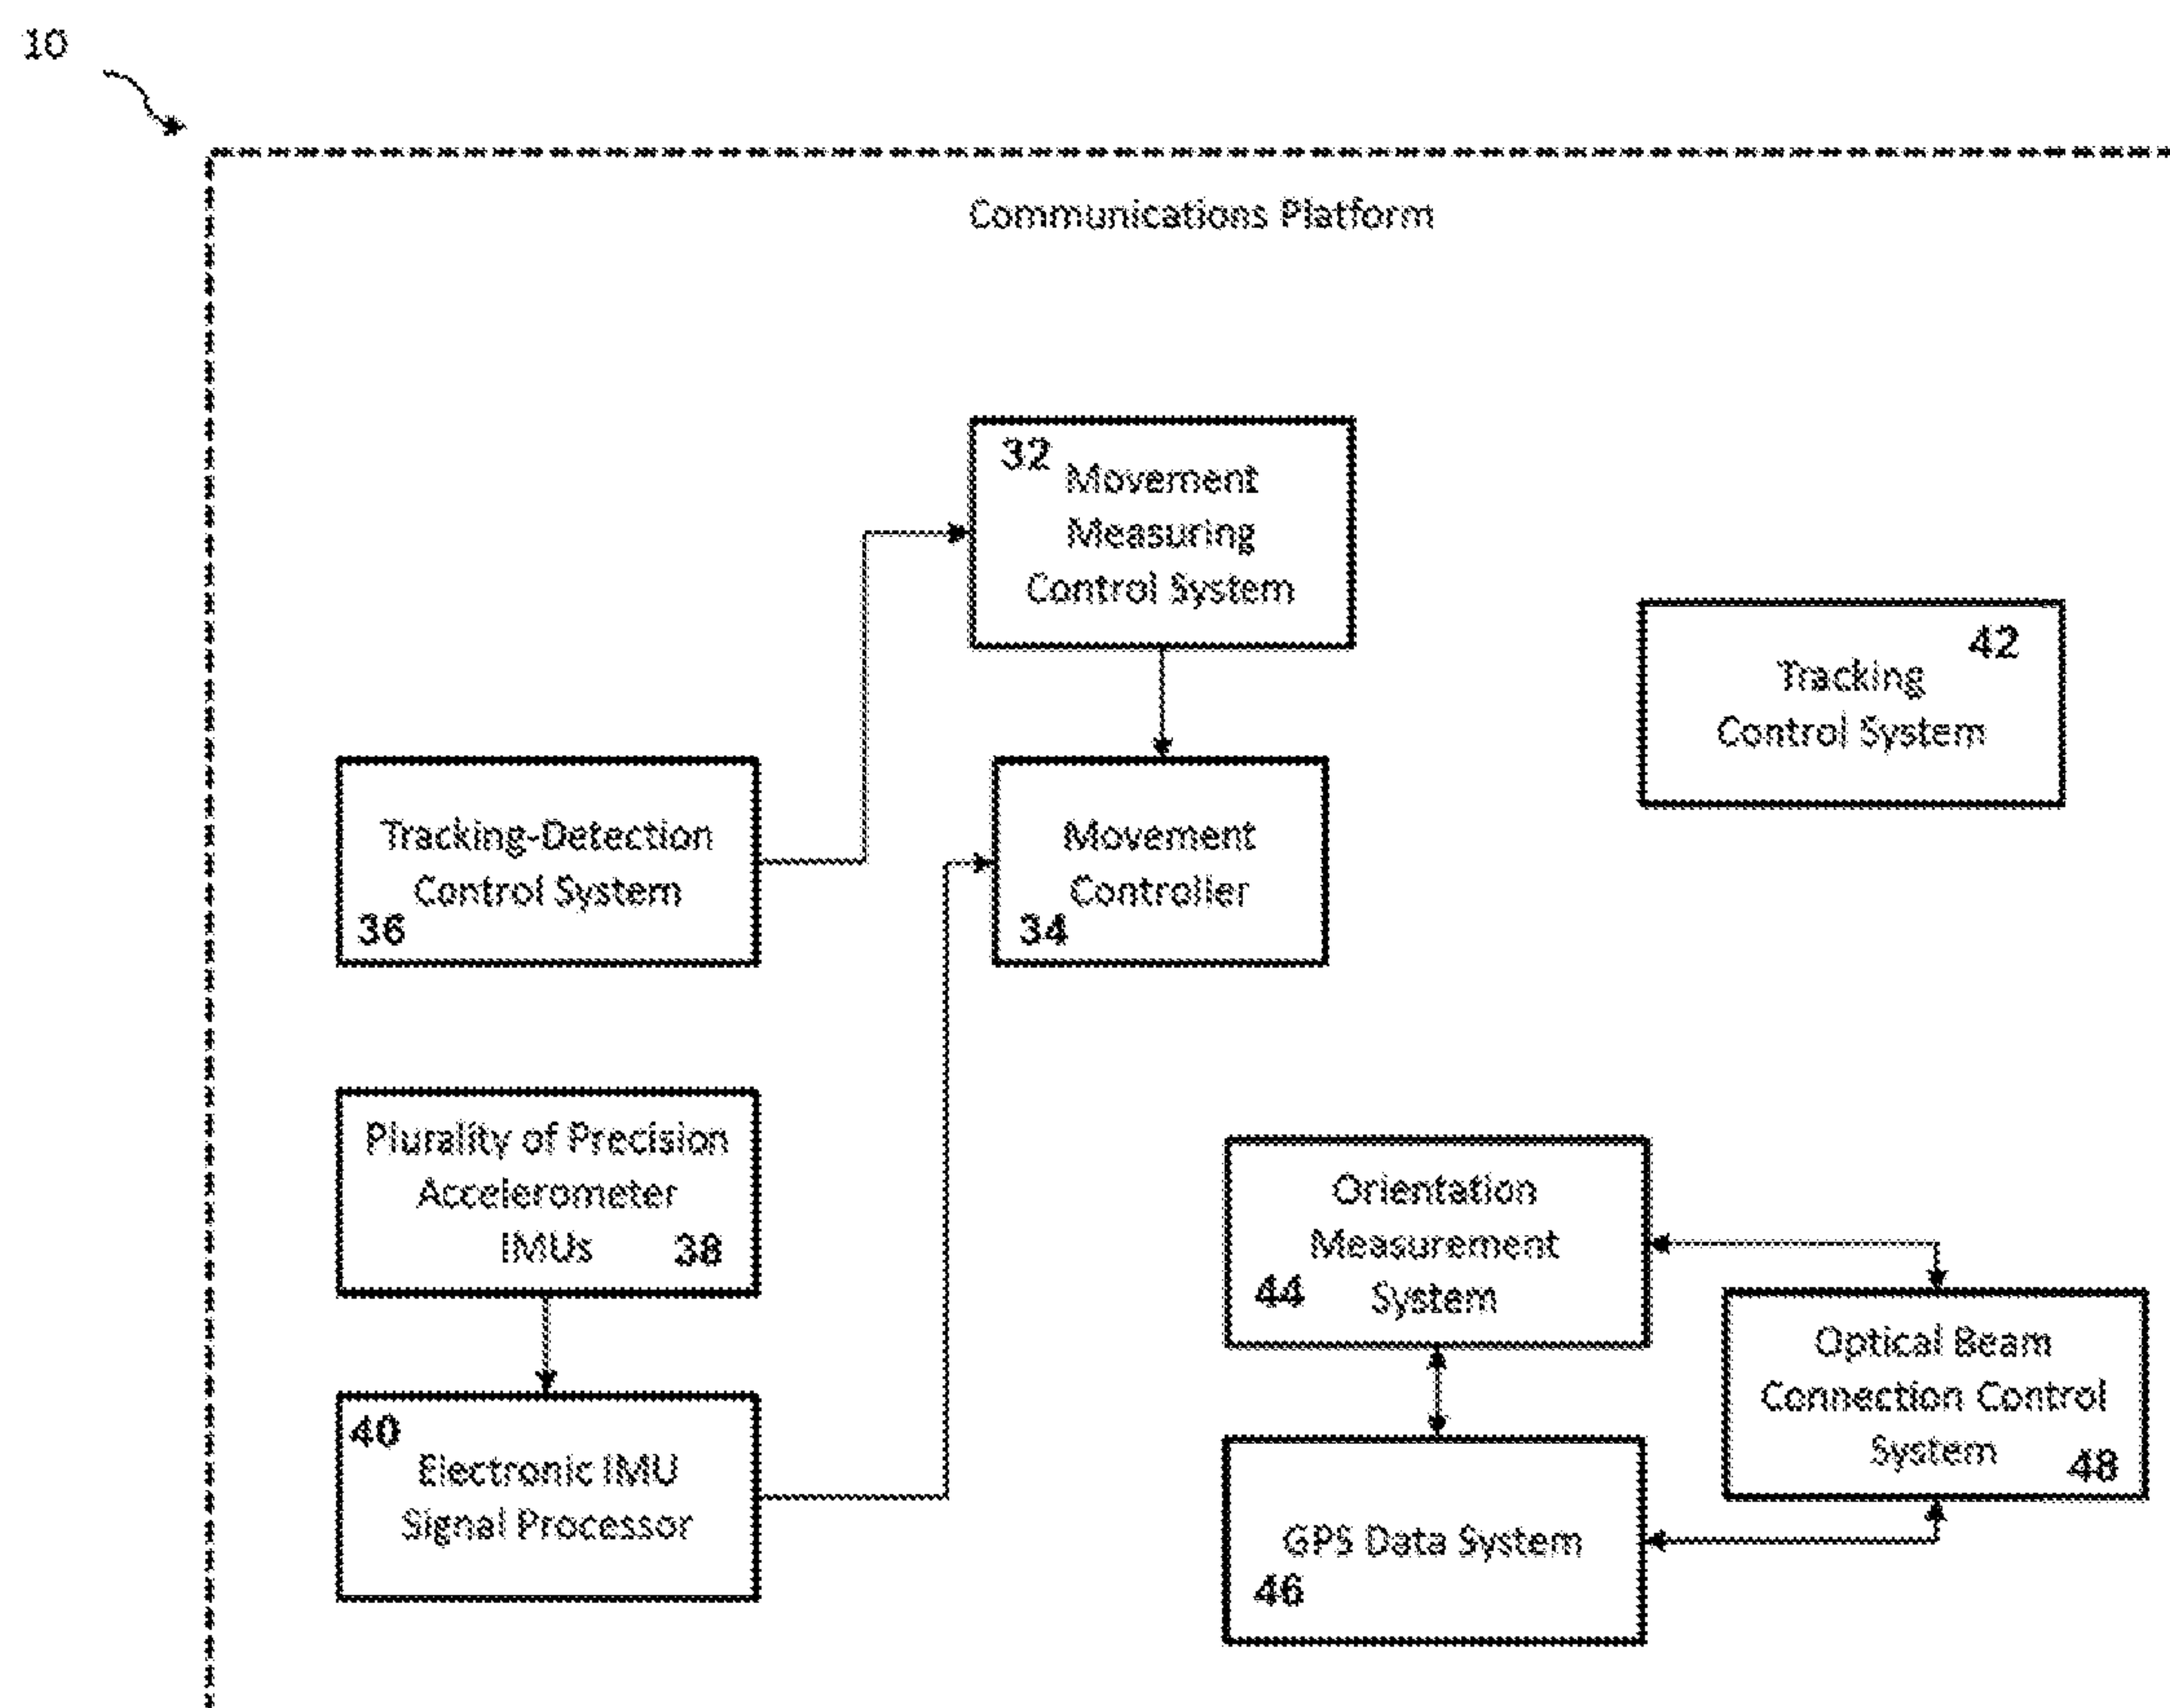 10
Communications Platform
32
Movement
Measuring
Control System
42
Tracking
Control System
Tracking-Detection
Control System
36
Movement
Controller
34
Plurality of Precision
Accelerometer
IMUs 38
Orientation
Measurement
44 System
Optical Beam
Connection Control
System 48
40
Electronic IMU
Signal Processor
GPS Data System
46